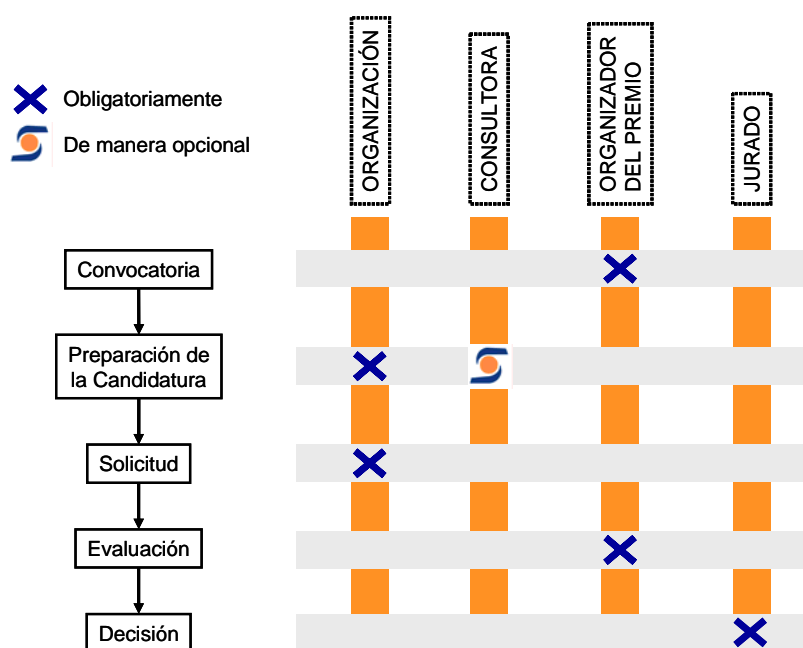 Obligatoriamente
De manera opcional
ORGANIZACIÓN
CONSULTORA
ORGANIZADOR
DEL PREMIO
JURADO
Convocatoria
Preparación de
la Candidatura
Solicitud
Evaluación
Decisión